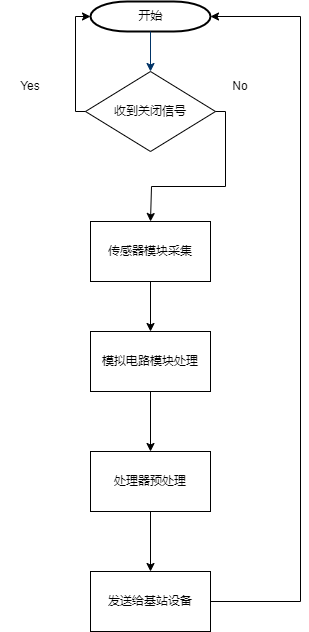 开始
Yes
No
收到关闭信号
传感器模块采集
模拟电路模块处理
处理器预处理
发送给基站设备